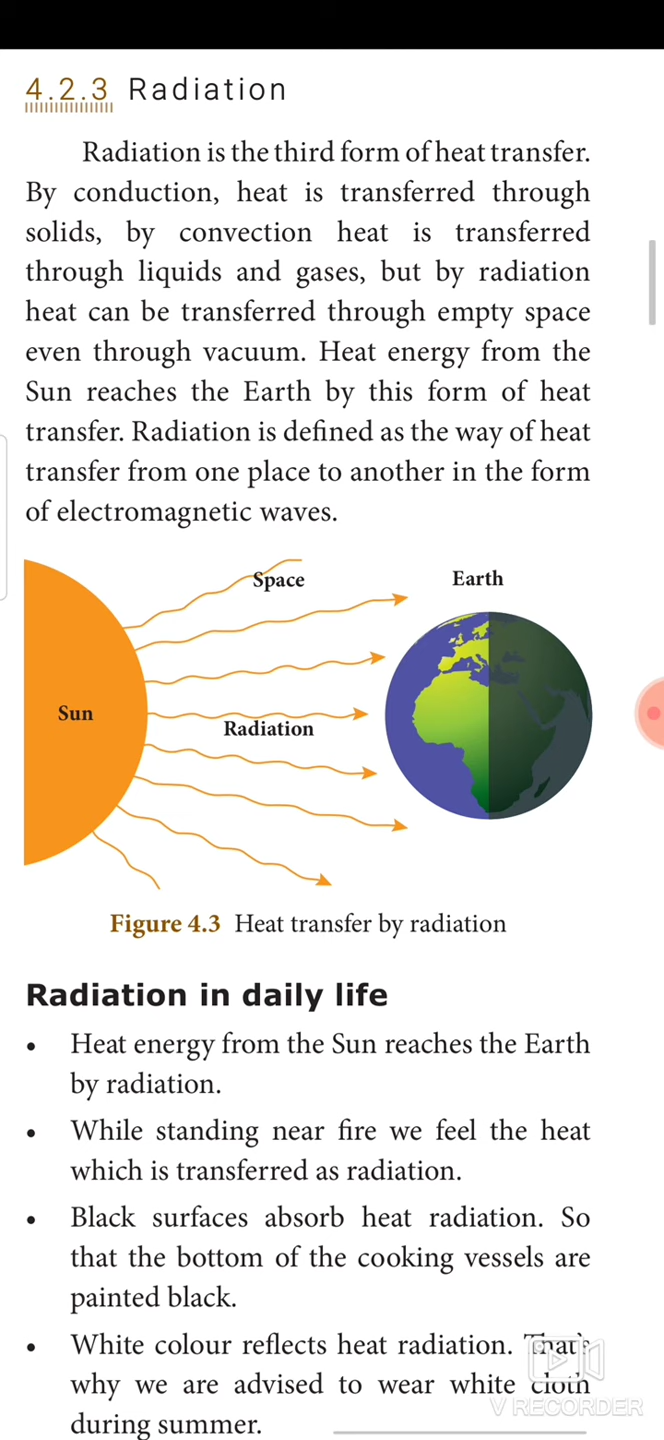 4.2.3 Radiation
Radiation is the third form of heat transfer.
By conduction, heat is transferred through
solids, by convection heat is transferred
through liquids and gases, but by radiation
heat can be transferred through empty space
even through vacuum. Heat energy from the
Sun reaches the Earth by this form of heat
transfer. Radiation is defined as the way of heat
transfer from one place to another in the form
of electromagnetic waves.
Space
Earth
Sun
Radiation
Figure 4.3 Heat transfer by radiation
Radiation in daily life
• Heat energy from the Sun reaches the Earth
by radiation.
• While standing near fire we feel the heat
which is transferred as radiation.
• Black surfaces absorb heat radiation. So
that the bottom of the cooking vessels are
painted black.
• White colour reflects heat radiation. That's
why we are advised to wear white cloth
during summer.
V RECORDER